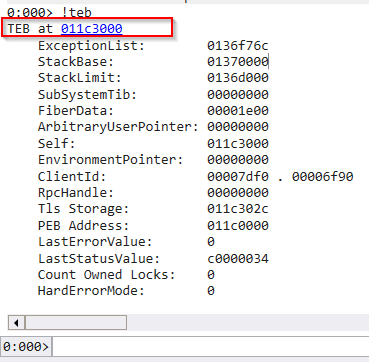 0:000> !teb
TEB at 011c3000
ExceptionList: 0136f76c
StackBase: 01370000
StackLimit: 0136d000
SubSystemTib: 00000000
FiberData: 00001e00
ArbitraryUserPointer: 00000000
Self: 011c3000
EnvironmentPointer: 00000000
ClientId: 00007df0 . 00006f90
RpcHandle: 00000000
Tls Storage: 011c302c
PEB Address: 011c0000
LastErrorValue: 0
LastStatusValue: c0000034
Count Owned Locks: 0
HardErrorMode: 0
0:000>